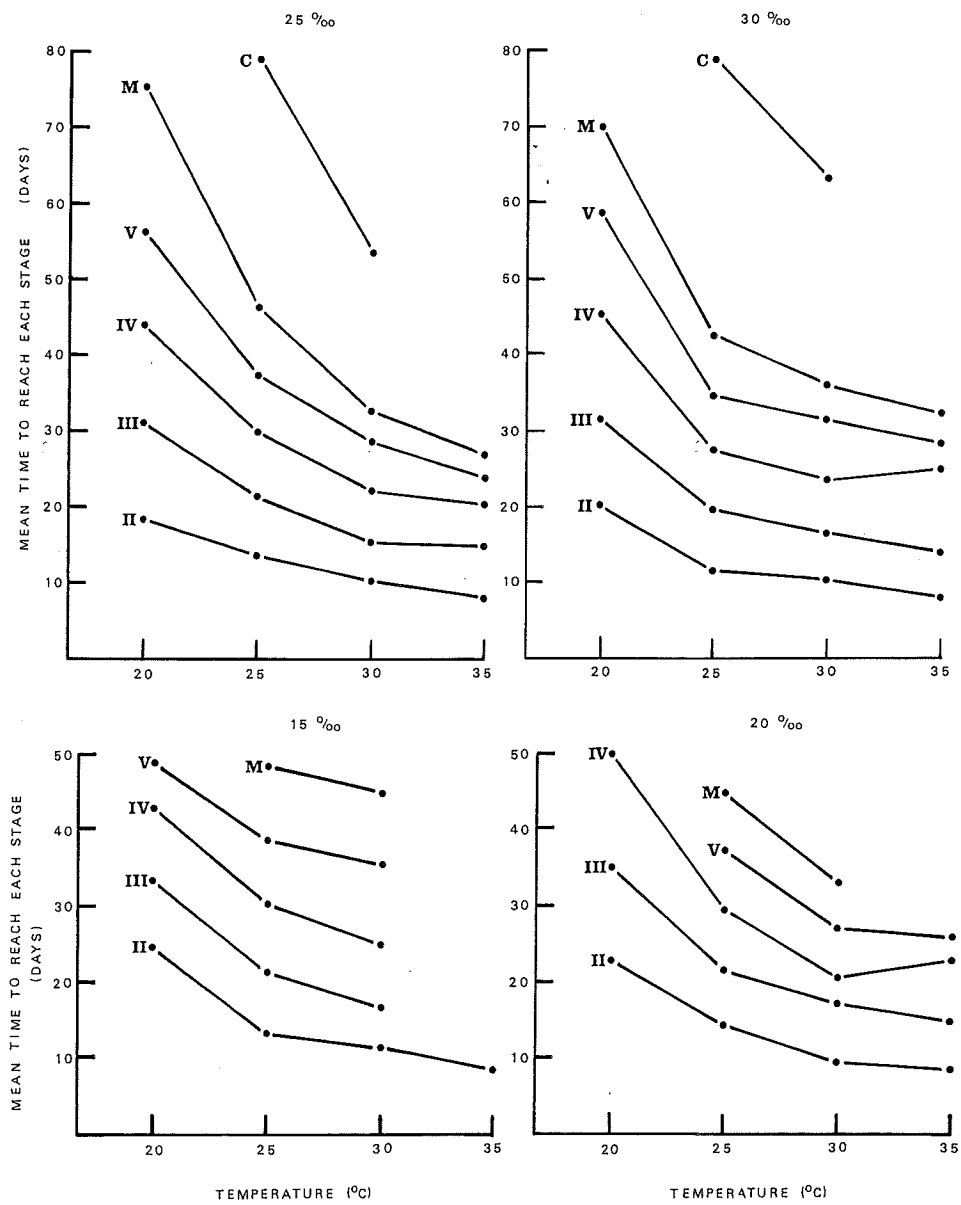 25 ‰
80
70
60
50
40
30
20
10
MEAN TIME TO REACH EACH STAGE (DAYS)
C
M
V
IV
III
II
20 25 30 35
30 ‰
80
70
60
50
40
30
20
10
C
M
V
IV
III
II
20 25 30 35
15 ‰
50
40
30
20
10
MEAN TIME TO REACH EACH STAGE
(DAYS)
V
M
IV
III
II
20 25 30 35
TEMPERATURE (°C)
20 ‰
50
40
30
20
10
IV
M
V
III
II
20 25 30 35
TEMPERATURE (°C)